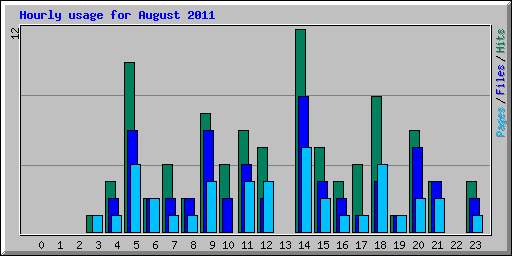 Hourly usage for August 2011
12
Pages / Files / Hits
0 1 2 3 4 5 6 7 8 9 10 11 12 13 14 15 16 17 18 19 20 21 22 23